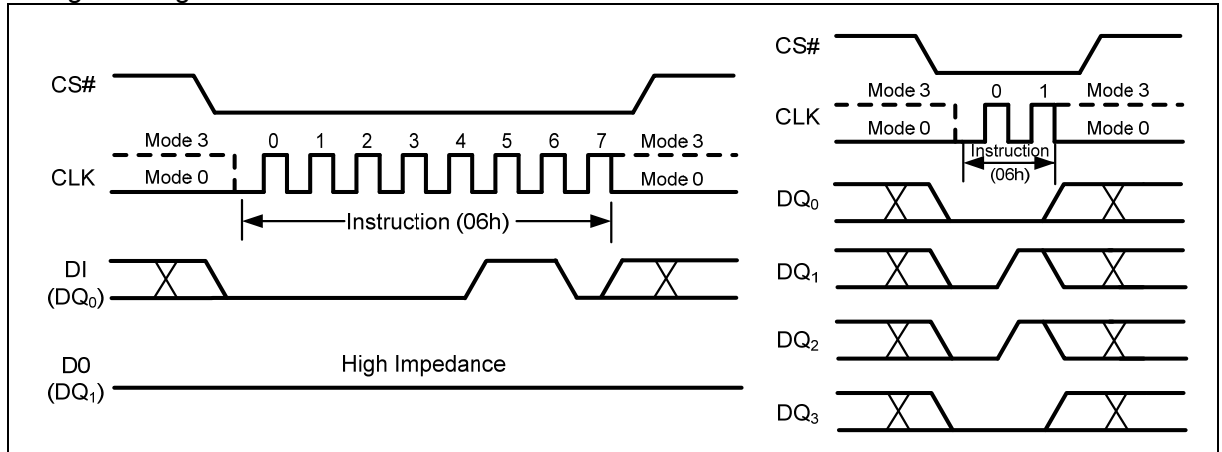 CS#
Mode 3 0 1 2 3 4 5 6 7 Mode 3
CLK Mode 0 Mode 0
Instruction (06h)
DI
(DQ₀)
D0
(DQ₁)
High Impedance
CS#
Mode 3 0 1 Mode 3
CLK Mode 0 Mode 0
Instruction
(06h)
DQ₀
DQ₁
DQ₂
DQ₃